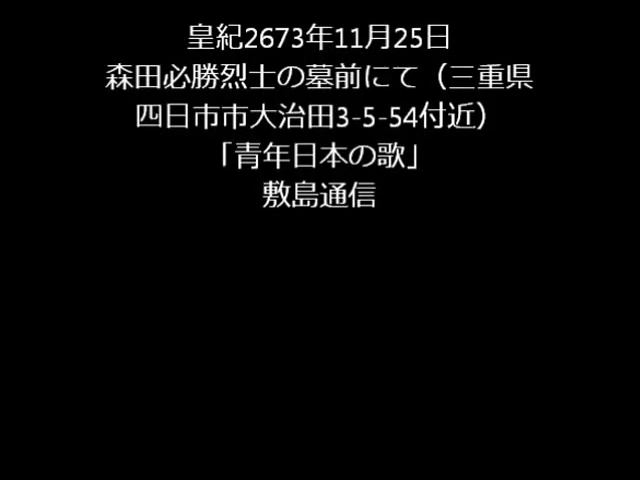 皇紀2673年11月25日
森田必勝烈士の墓前にて（三重県
四日市市大治田3-5-54付近）
「青年日本の歌」
敷島通信